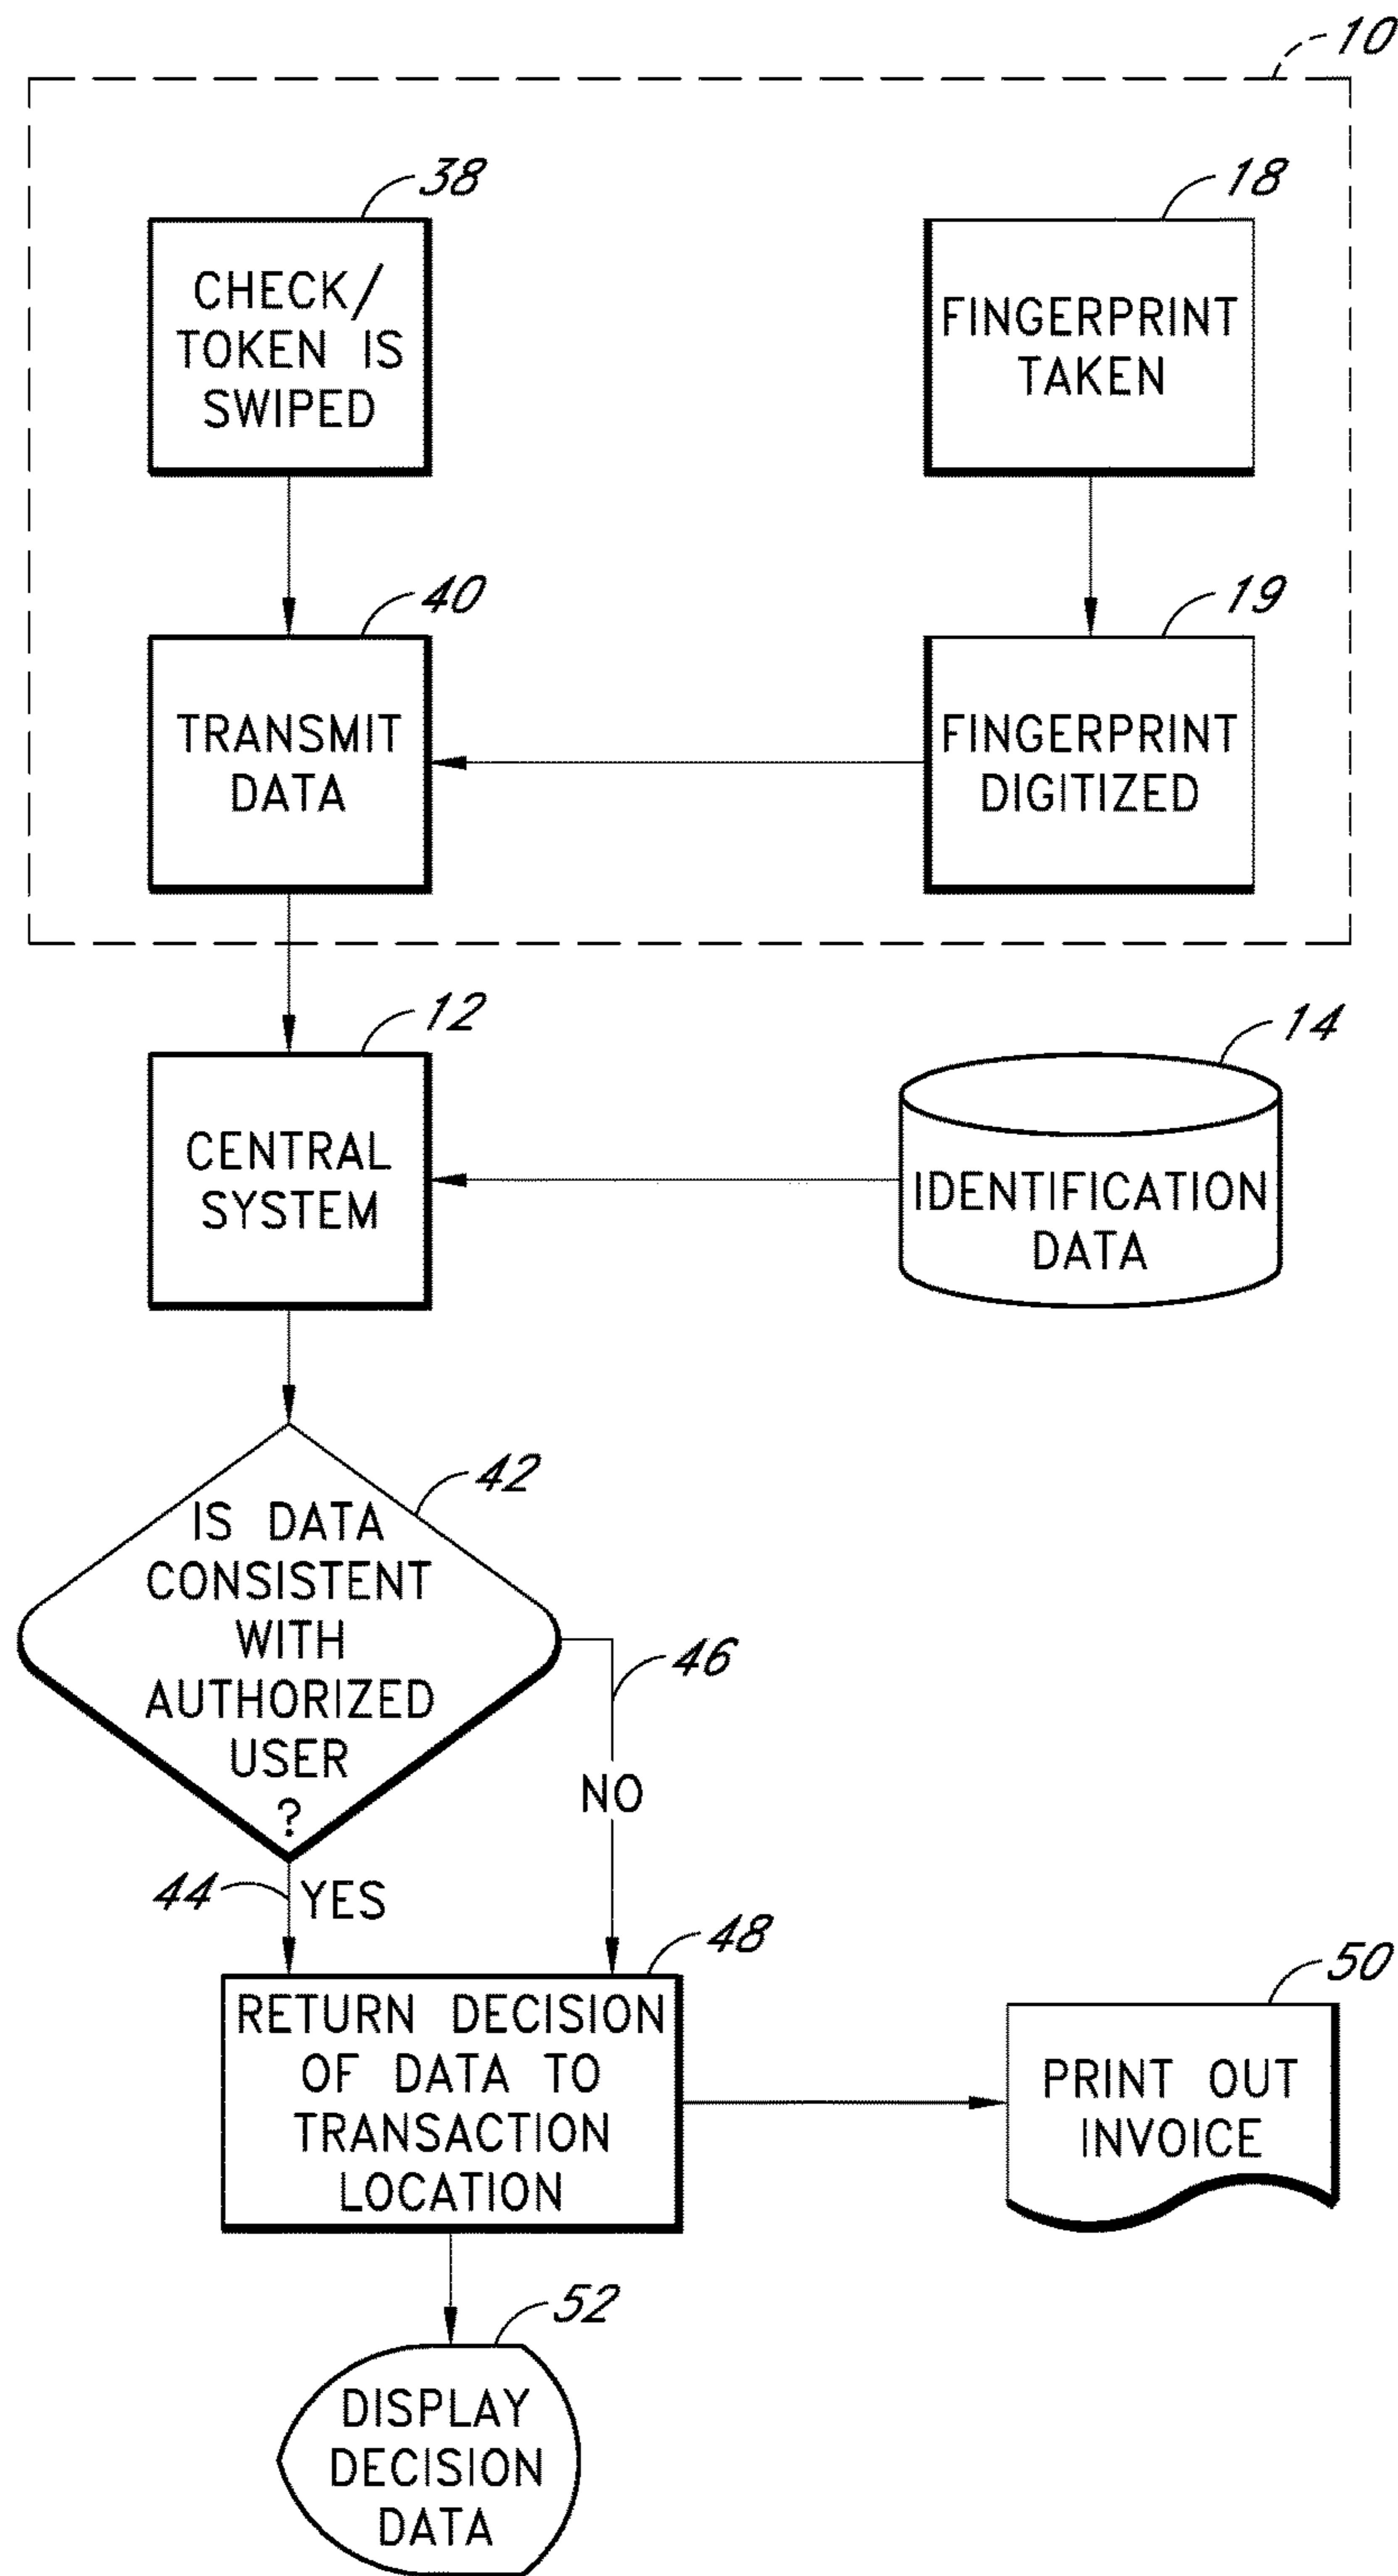 10
38
CHECK/
TOKEN IS
SWIPED
18
FINGERPRINT
TAKEN
40
TRANSMIT
DATA
19
FINGERPRINT
DIGITIZED
12
CENTRAL
SYSTEM
14
IDENTIFICATION
DATA
42
IS DATA
CONSISTENT
WITH
AUTHORIZED
USER
?
46
NO
44
YES
48
RETURN DECISION
OF DATA TO
TRANSACTION
LOCATION
50
PRINT OUT
INVOICE
52
DISPLAY
DECISION
DATA